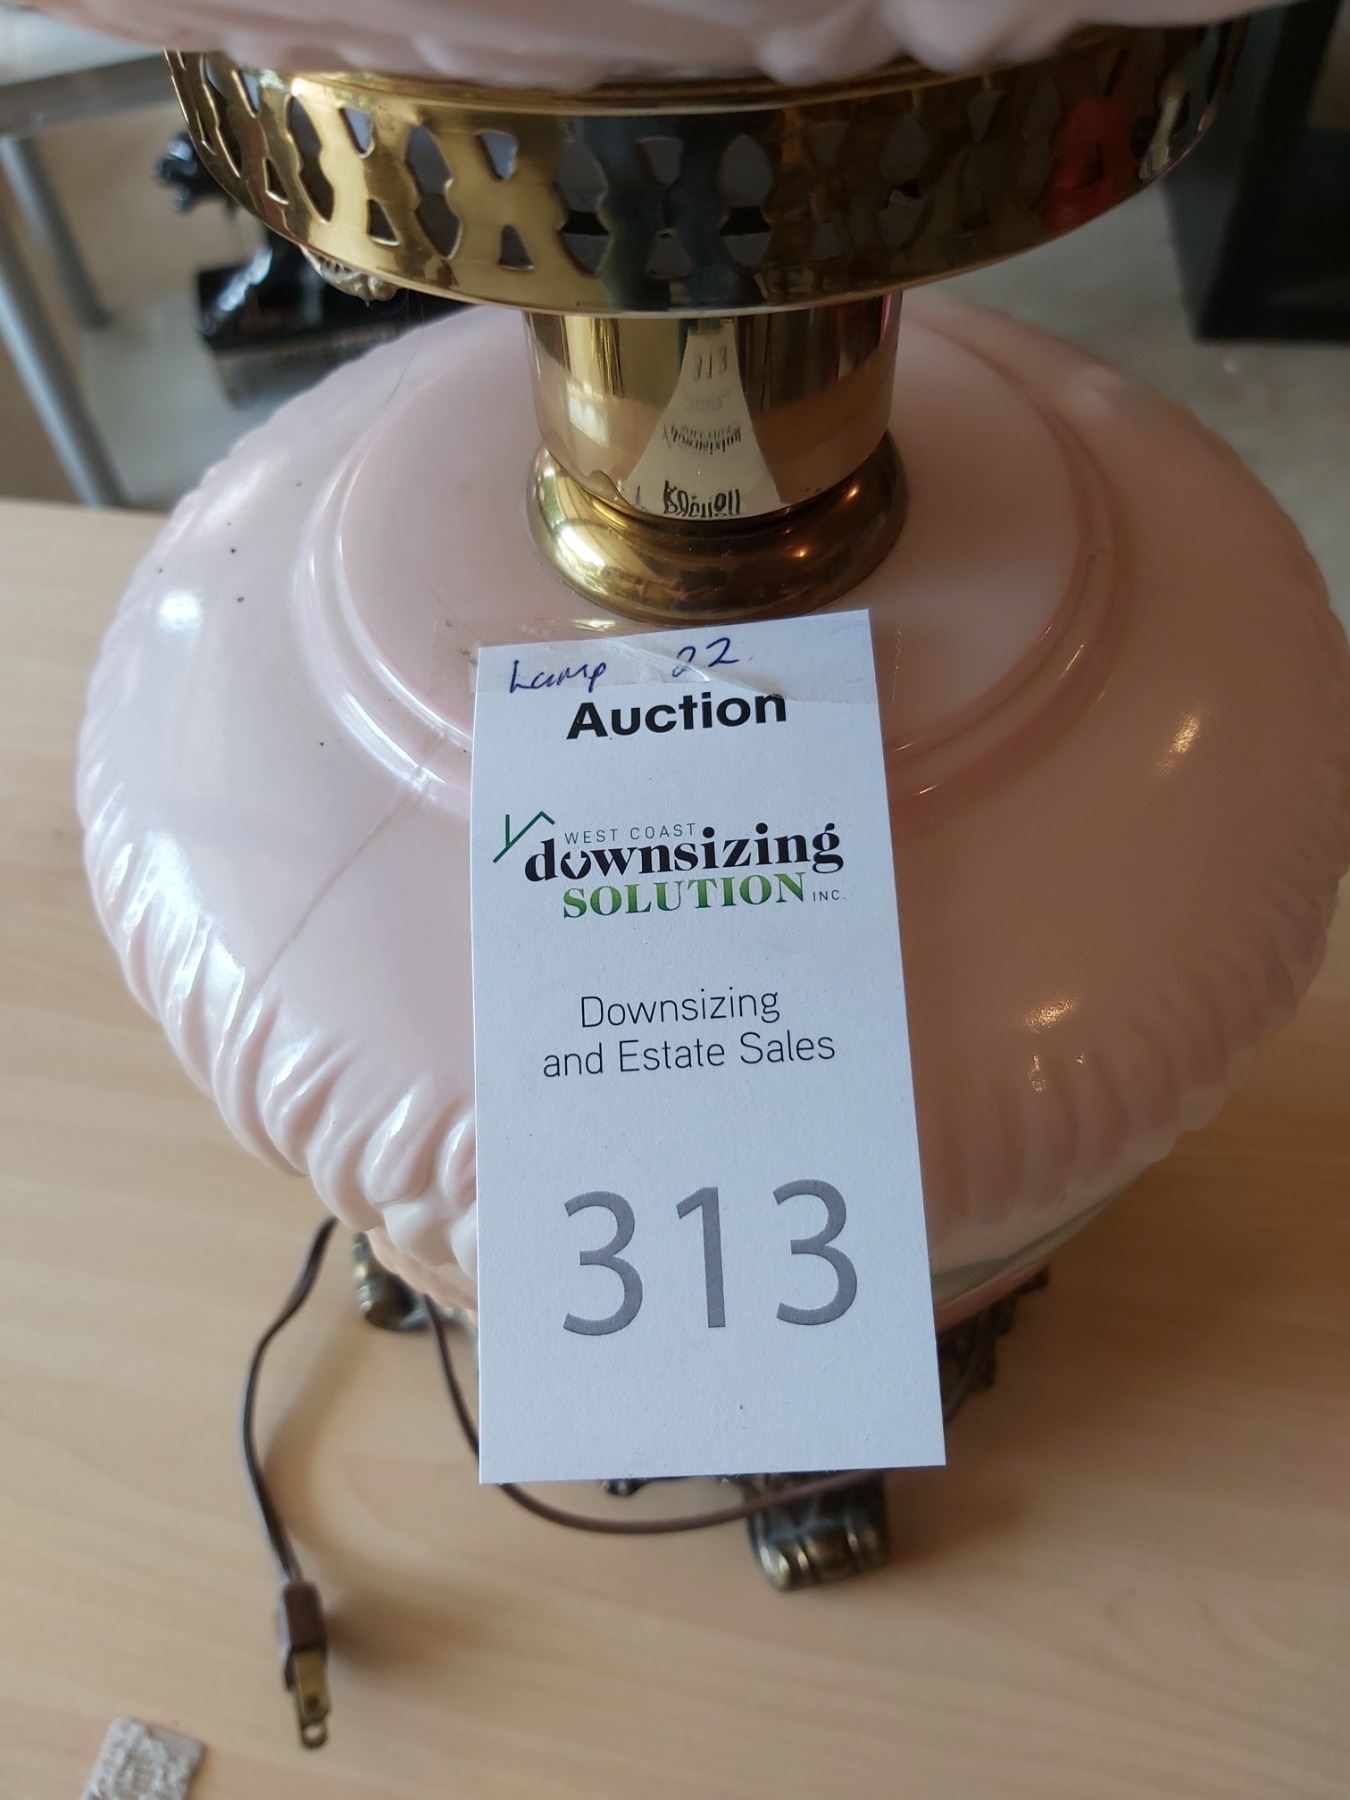 Lamp 22
Auction
WEST COAST
downsizing
SOLUTION INC.
Downsizing
and Estate Sales
313